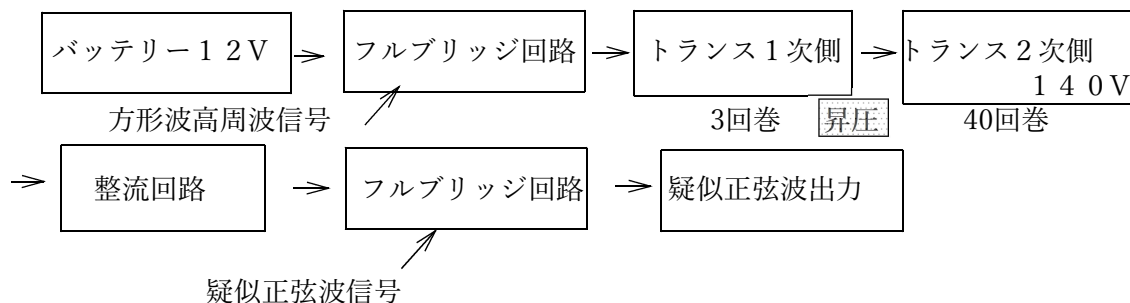 バッテリー１２V
フルブリッジ回路
トランス１次側
トランス２次側
１４０V
方形波高周波信号
3回巻
昇圧
40回巻
整流回路
フルブリッジ回路
疑似正弦波出力
疑似正弦波信号